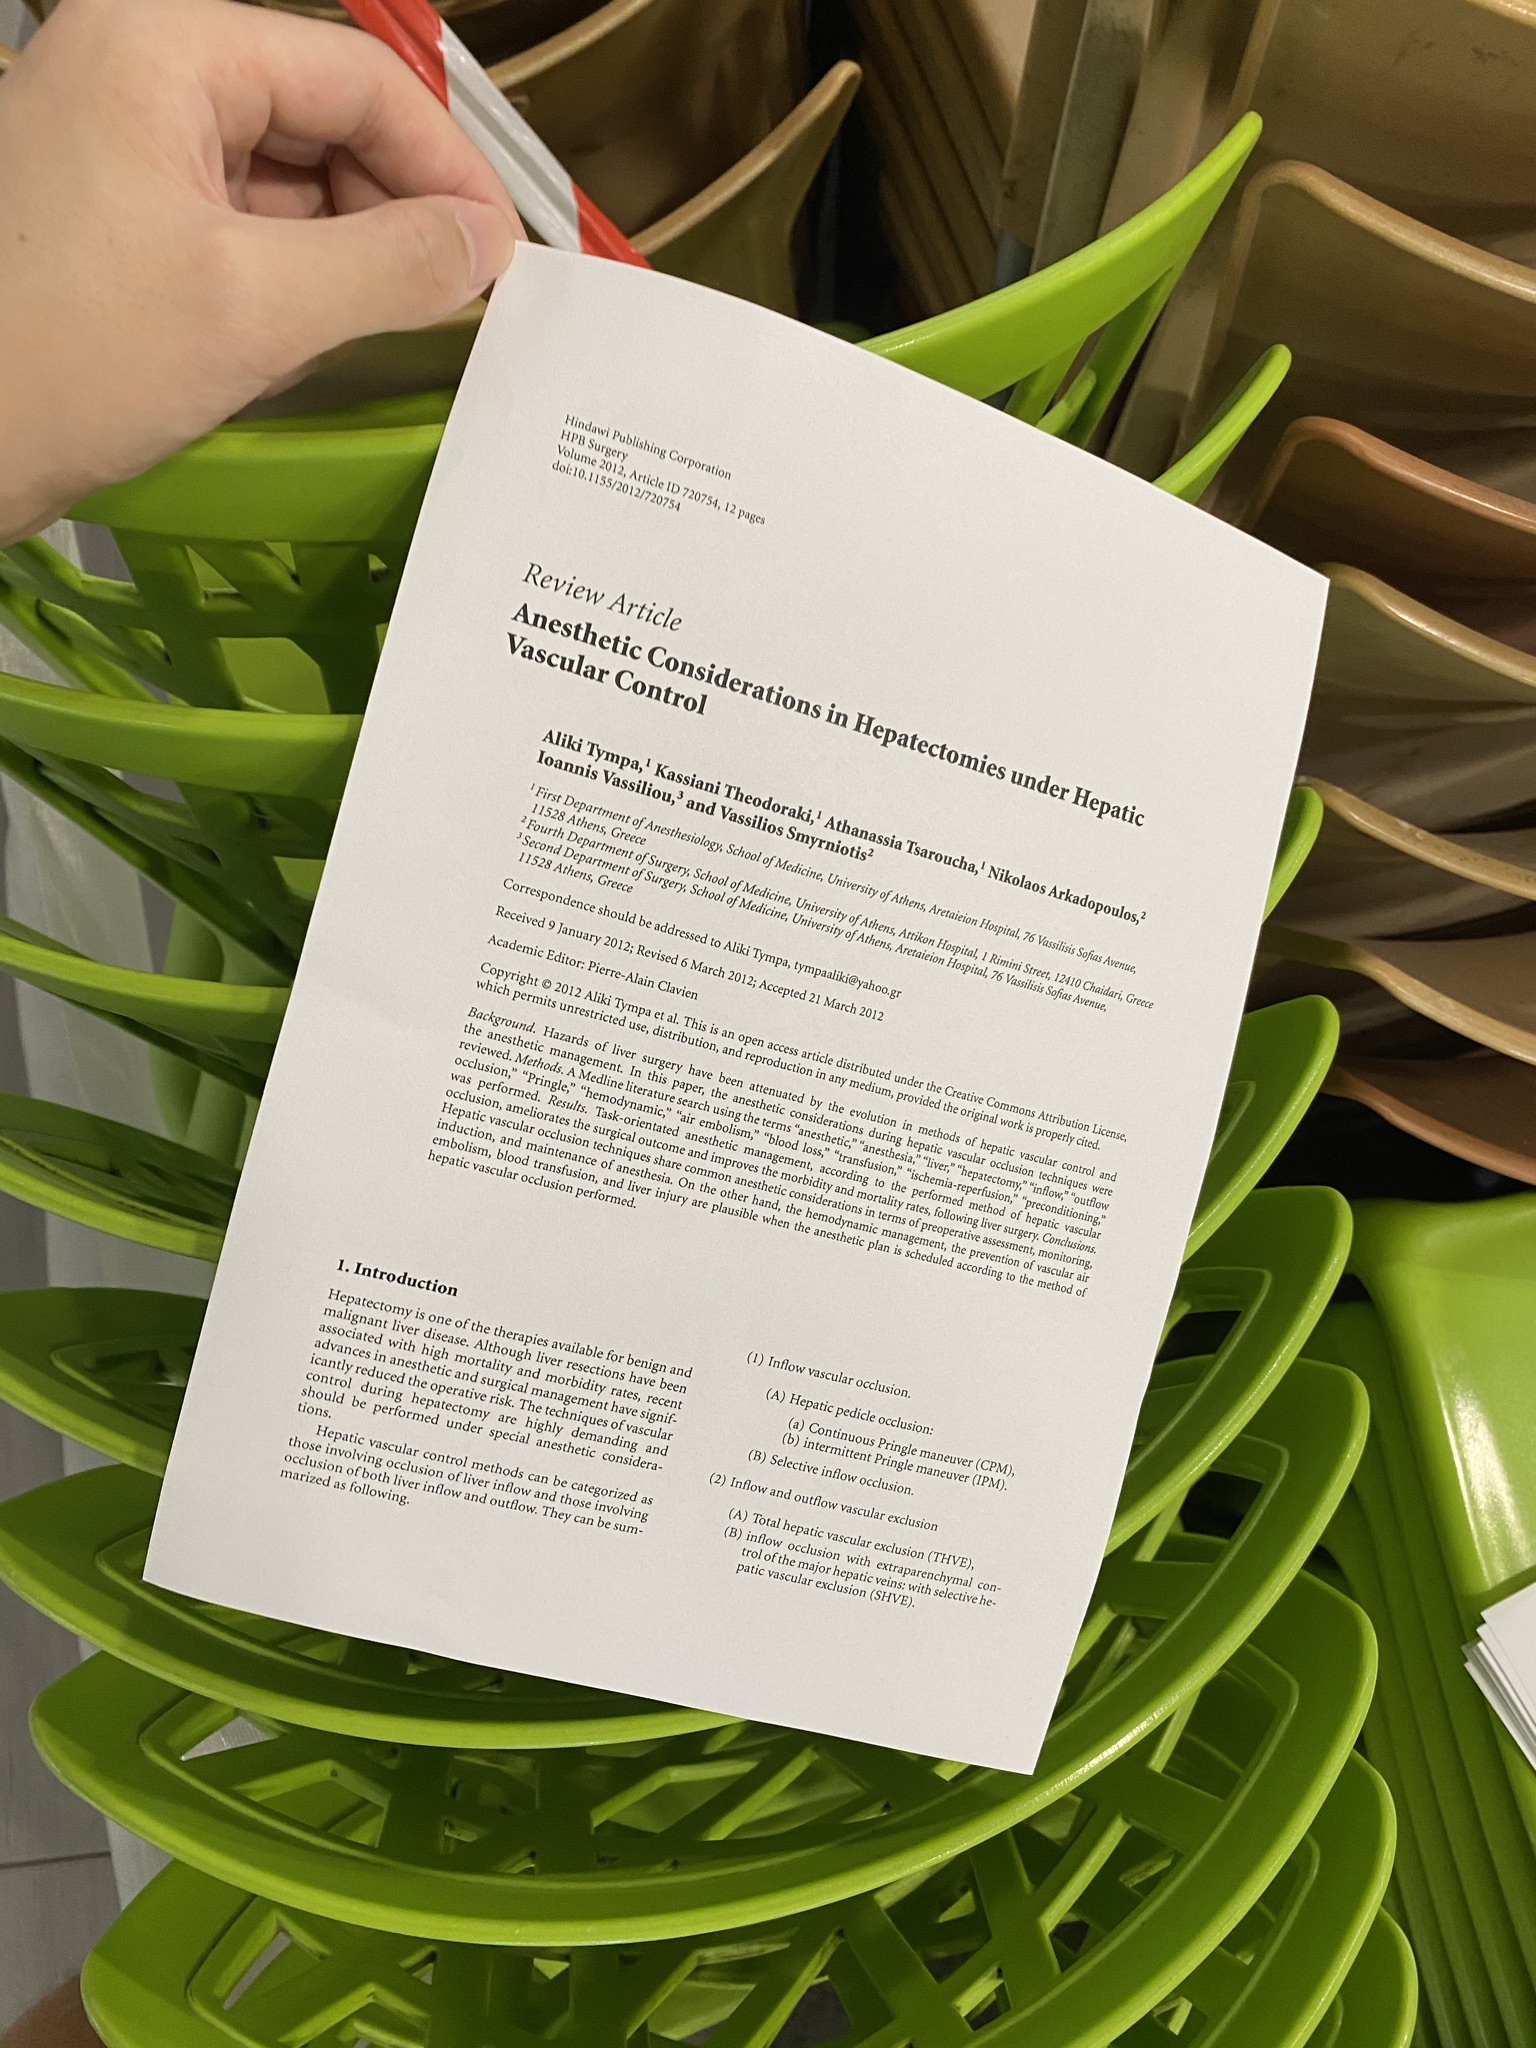 Hindawi Publishing Corporation
HPB Surgery
Volume 2012, Article ID 720754, 12 pages
doi:10.1155/2012/720754
Review Article
Anesthetic Considerations in Hepatectomies under Hepatic
Vascular Control
Aliki Tympa,¹ Kassiani Theodoraki,¹ Athanassia Tsaroucha,¹ Nikolaos Arkadopoulos,²
Ioannis Vassiliou,³ and Vassilios Smyrniotis²
¹First Department of Anesthesiology, School of Medicine, University of Athens, Aretaieion Hospital, 76 Vassilisis Sofias Avenue,
11528 Athens, Greece
²Fourth Department of Surgery, School of Medicine, University of Athens, Attikon Hospital, 1 Rimini Street, 12410 Chaidari, Greece
³Second Department of Surgery, School of Medicine, University of Athens, Aretaieion Hospital, 76 Vassilisis Sofias Avenue,
11528 Athens, Greece
Correspondence should be addressed to Aliki Tympa, tympaaliki@yahoo.gr
Received 9 January 2012; Revised 6 March 2012; Accepted 21 March 2012
Academic Editor: Pierre-Alain Clavien
Copyright © 2012 Aliki Tympa et al. This is an open access article distributed under the Creative Commons Attribution License,
which permits unrestricted use, distribution, and reproduction in any medium, provided the original work is properly cited.
Background. Hazards of liver surgery have been attenuated by the evolution in methods of hepatic vascular control and
the anesthetic management. In this paper, the anesthetic considerations during hepatic vascular occlusion techniques were
reviewed. Methods. A Medline literature search using the terms “anesthetic,” “anesthesia,” “liver,” “hepatectomy,” “inflow,” “outflow
occlusion,” “Pringle,” “hemodynamic,” “air embolism,” “blood loss,” “transfusion,” “ischemia-reperfusion,” “preconditioning,”
was performed. Results. Task-oriented anesthetic management, according to the performed method of hepatic vascular
occlusion, ameliorates the surgical outcome and improves the morbidity and mortality rates, following liver surgery. Conclusions.
Hepatic vascular occlusion techniques share common anesthetic considerations in terms of preoperative assessment, monitoring,
induction, and maintenance of anesthesia. On the other hand, the hemodynamic management, the prevention of vascular air
embolism, blood transfusion, and liver injury are plausible when the anesthetic plan is scheduled according to the method of
hepatic vascular occlusion performed.
1. Introduction
Hepatectomy is one of the therapies available for benign and
malignant liver disease. Although liver resections have been
associated with high mortality and morbidity rates, recent
advances in anesthetic and surgical management have signif-
icantly reduced the operative risk. The techniques of vascular
control during hepatectomy are highly demanding and
should be performed under special anesthetic considera-
tions.
Hepatic vascular control methods can be categorized as
those involving occlusion of liver inflow and those involving
occlusion of both liver inflow and outflow. They can be sum-
marized as following.
(1) Inflow vascular occlusion.
(A) Hepatic pedicle occlusion:
(a) Continuous Pringle maneuver (CPM),
(b) intermittent Pringle maneuver (IPM).
(B) Selective inflow occlusion.
(2) Inflow and outflow vascular exclusion
(A) Total hepatic vascular exclusion (THVE),
(B) inflow occlusion with extraparenchymal con-
trol of the major hepatic veins: with selective he-
patic vascular exclusion (SHVE).